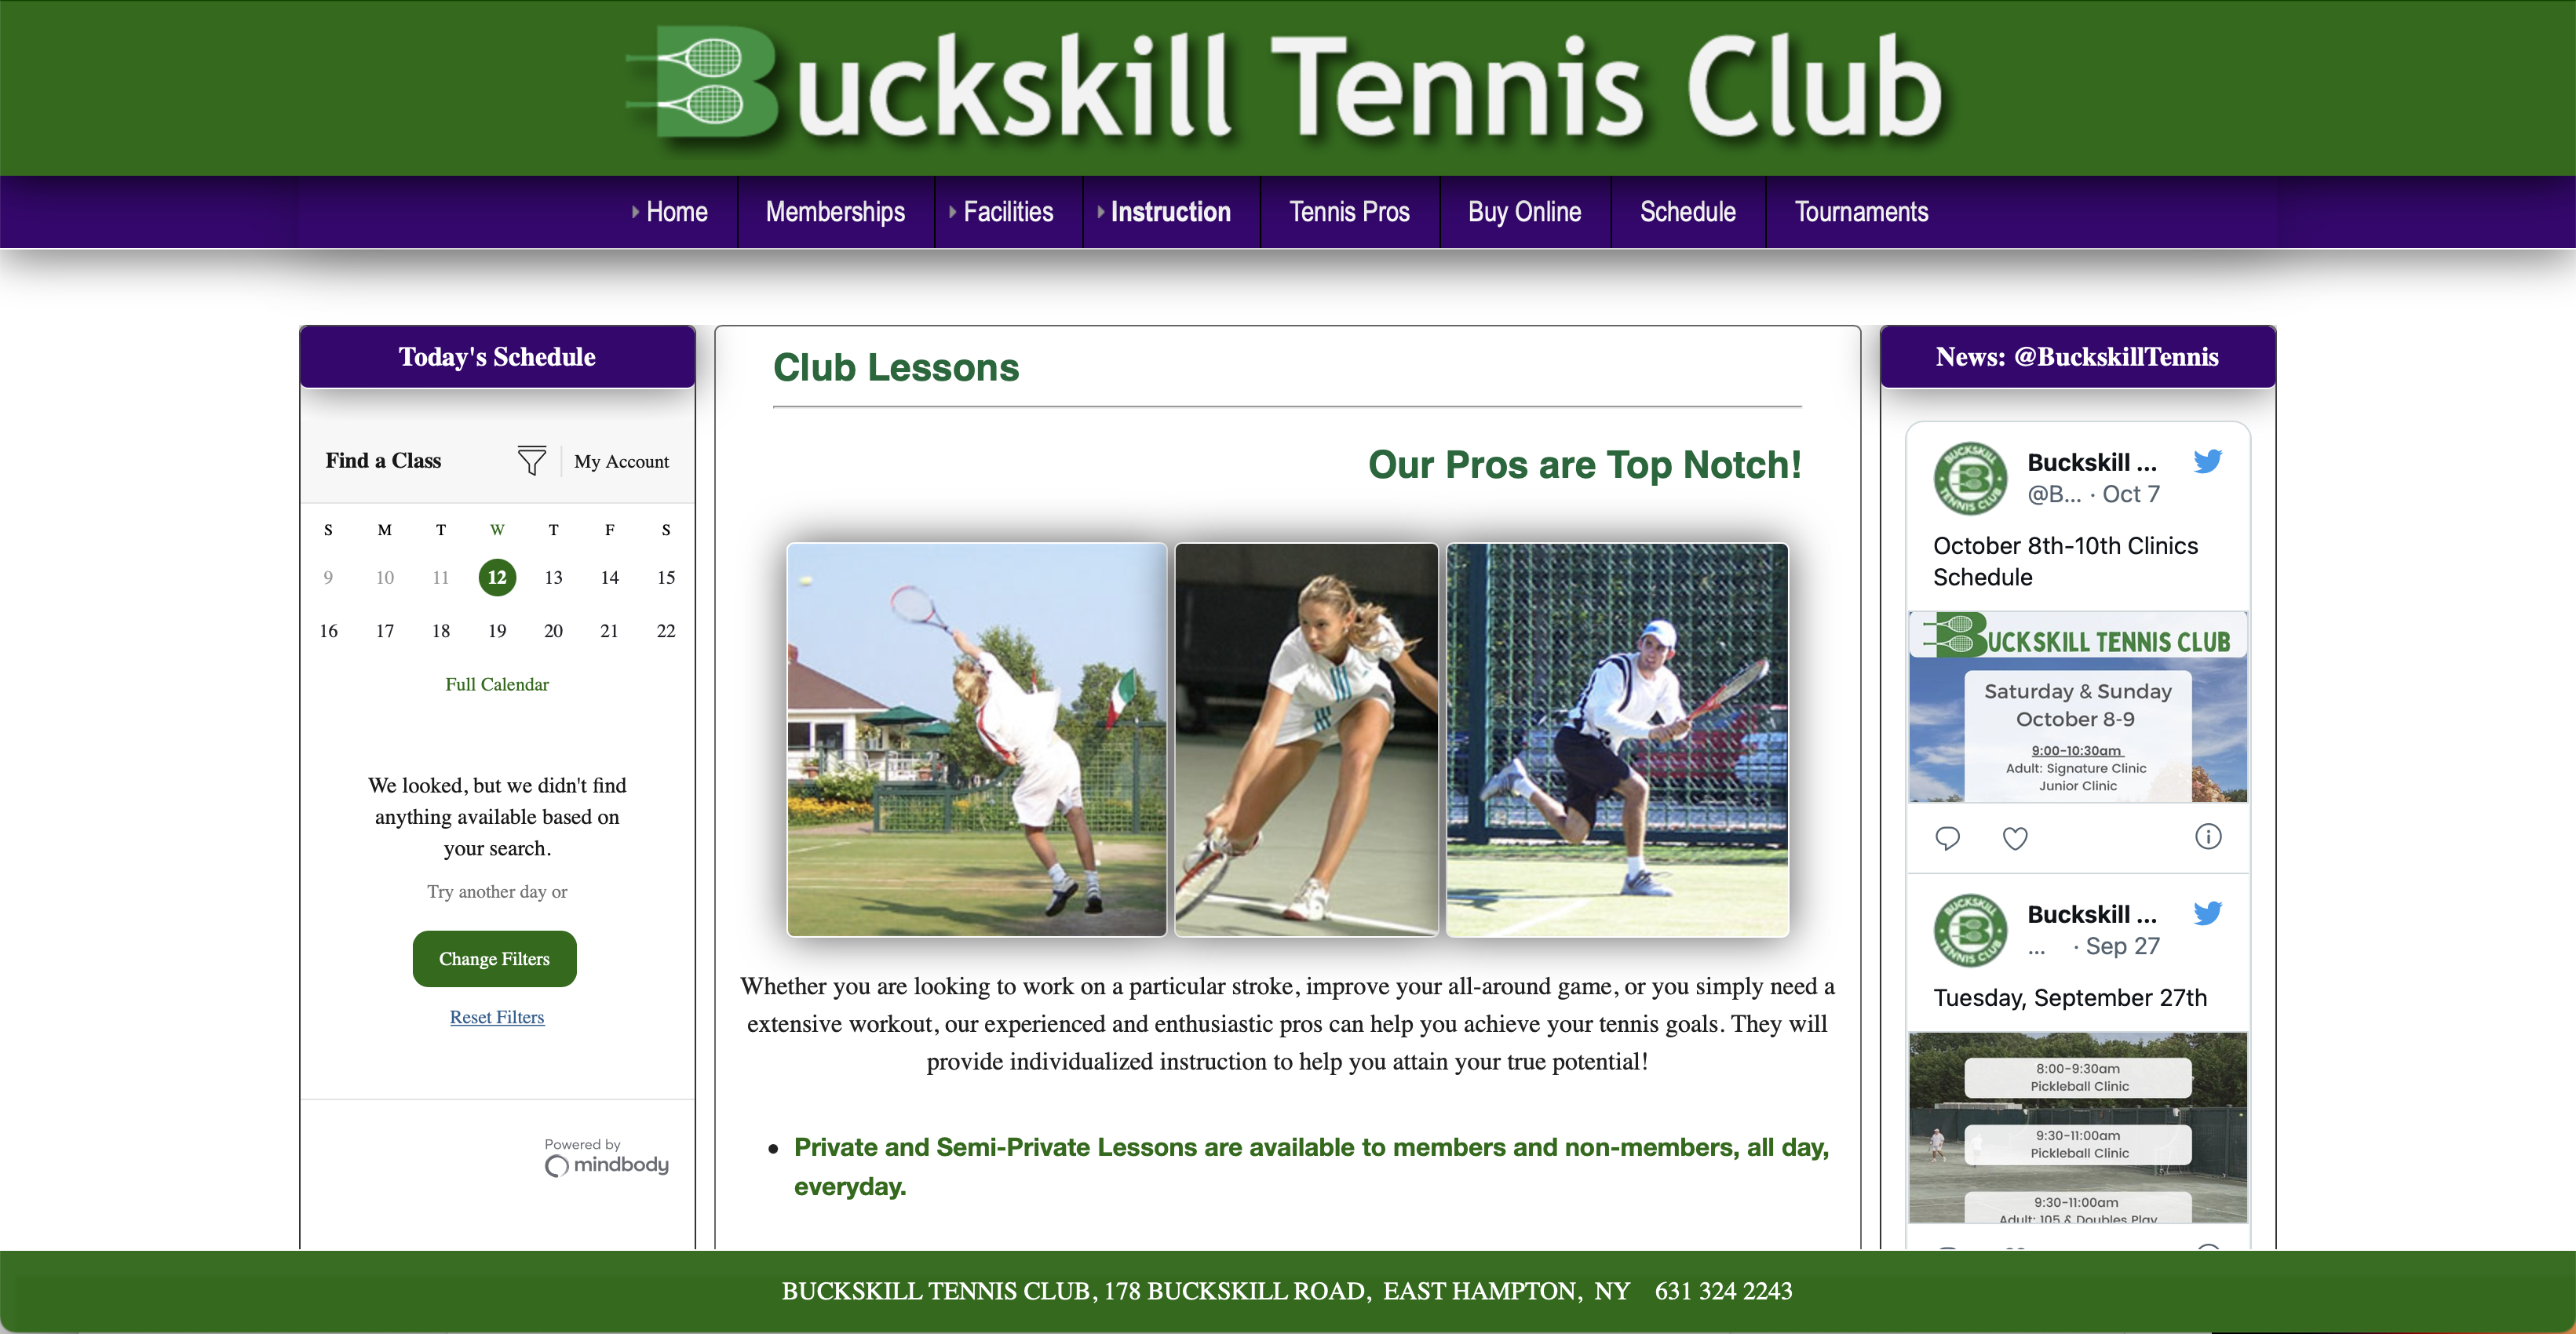 Buckskill Tennis Club
Home
Memberships
Facilities
Instruction
Tennis Pros
Buy Online
Schedule
Tournaments
Today's Schedule
Find a Class
My Account
S M T W T F S
9 10 11 12 13 14 15
16 17 18 19 20 21 22
Full Calendar
We looked, but we didn't find
anything available based on
your search.
Try another day or
Change Filters
Reset Filters
Powered by
mindbody
Club Lessons
Our Pros are Top Notch!
Whether you are looking to work on a particular stroke, improve your all-around game, or you simply need a
extensive workout, our experienced and enthusiastic pros can help you achieve your tennis goals. They will
provide individualized instruction to help you attain your true potential!
• Private and Semi-Private Lessons are available to members and non-members, all day,
everyday.
News: @BuckskillTennis
BUCKSKILL
B
TENNIS CLUB
Buckskill ...
@B... · Oct 7
October 8th-10th Clinics
Schedule
BUCKSKILL TENNIS CLUB
Saturday & Sunday
October 8-9
9:00-10:30am
Adult: Signature Clinic
Junior Clinic
BUCKSKILL
B
TENNIS CLUB
Buckskill ...
... · Sep 27
Tuesday, September 27th
8:00-9:30am
Pickleball Clinic
9:30-11:00am
Pickleball Clinic
9:30-11:00am
Adult: 105 & Doubles Play
BUCKSKILL TENNIS CLUB, 178 BUCKSKILL ROAD, EAST HAMPTON, NY 631 324 2243